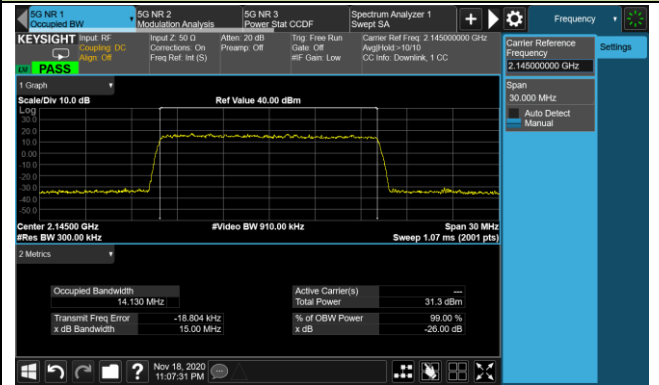 5G NR 1
Occupied BW
5G NR 2
Modulation Analysis
5G NR 3
Power Stat CCDF
Spectrum Analyzer 1
Swept SA
Frequency
KEYSIGHT
Input: RF
Coupling: DC
Align: Off
Input Z: 50 Ω
Corrections: On
Freq Ref: Int (S)
Atten: 20 dB
Preamp: Off
Trig: Free Run
Gate: Off
#IF Gain: Low
Carrier Ref Freq: 2.145000000 GHz
Avg|Hold:>10/10
CC Info: Downlink, 1 CC
PASS
Carrier Reference
Frequency
2.145000000 GHz
Settings
Span
30.000 MHz
Auto Detect
Manual
1 Graph
Scale/Div 10.0 dB
Ref Value 40.00 dBm
Log
30.0
20.0
10.0
0.00
-10.0
-20.0
-30.0
-40.0
-50.0
Center 2.14500 GHz
#Video BW 910.00 kHz
Span 30 MHz
#Res BW 300.00 kHz
Sweep 1.07 ms (2001 pts)
2 Metrics
Occupied Bandwidth
14.130 MHz
Active Carrier(s)
---
Total Power
31.3 dBm
Transmit Freq Error
-18.804 kHz
% of OBW Power
99.00 %
x dB Bandwidth
15.00 MHz
x dB
-26.00 dB
Nov 18, 2020
11:07:31 PM